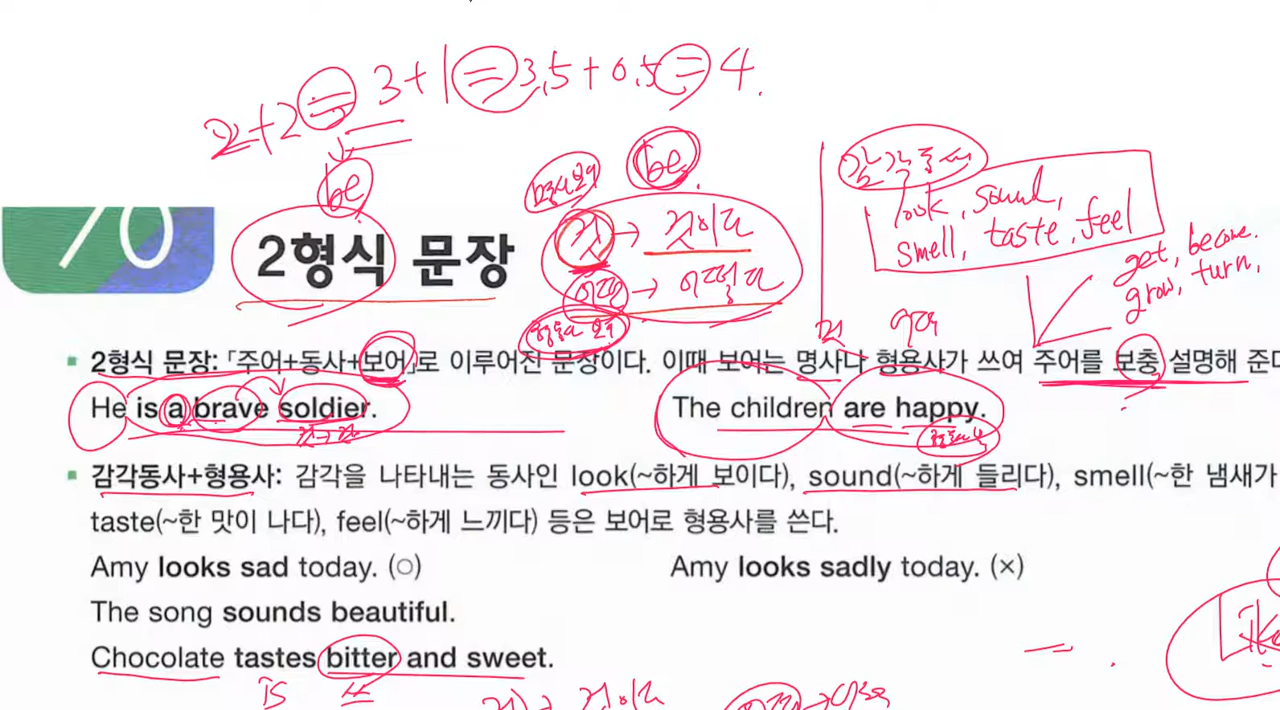 2+2=3+1=3.5+0.5=4.
be
be
감각동사
look, sound,
smell, taste, feel
get, become.
grow, turn,
70
2형식 문장
것 → 것이다
어떤 → 어떻다
형용사 보어
것
어떤
2형식 문장: 「주어+동사+보어」로 이루어진 문장이다. 이때 보어는 명사나 형용사가 쓰여 주어를 보충 설명해 준다
He is a brave soldier.
The children are happy.
형용사
감각동사+형용사: 감각을 나타내는 동사인 look(~하게 보이다), sound(~하게 들리다), smell(~한 냄새가
taste(~한 맛이 나다), feel(~하게 느끼다) 등은 보어로 형용사를 쓴다.
Amy looks sad today. (○)
Amy looks sadly today. (×)
The song sounds beautiful.
Chocolate tastes bitter and sweet.
is 쓴
Like